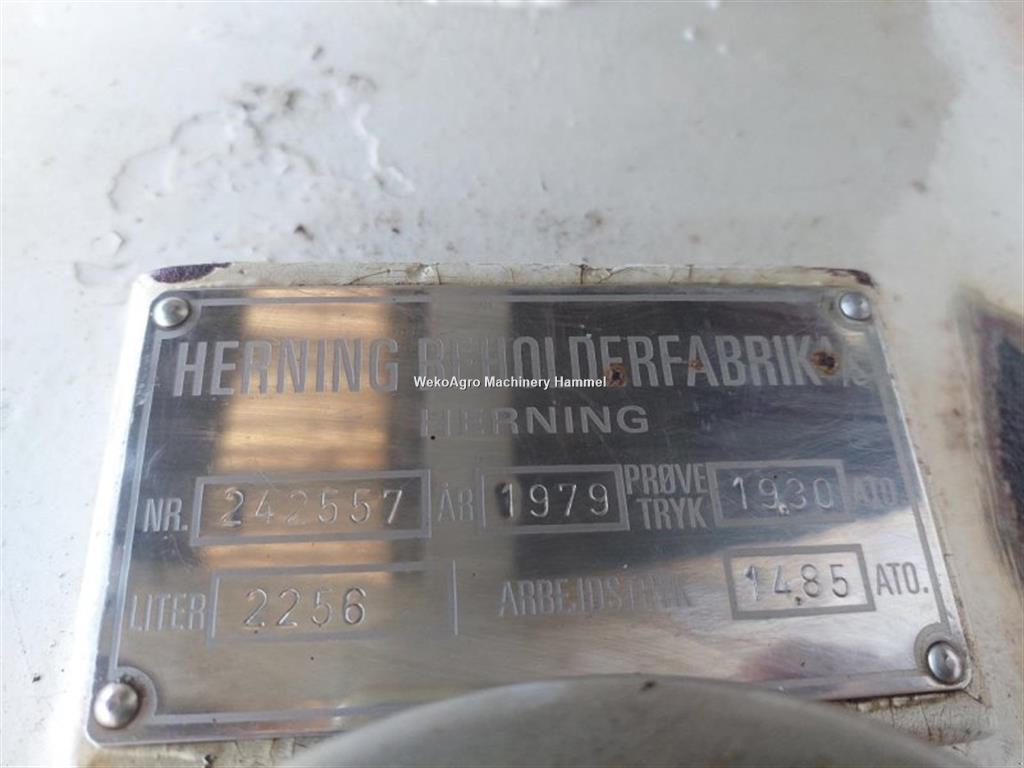 HERNING BEHOLDERFABRIK A/S
WekoAgro Machinery Hammel
HERNING
NR. 242557 ÅR 1979 PRØVE TRYK 19.30 ATO.
LITER 2256 ARBEJDSTRYK 14.85 ATO.